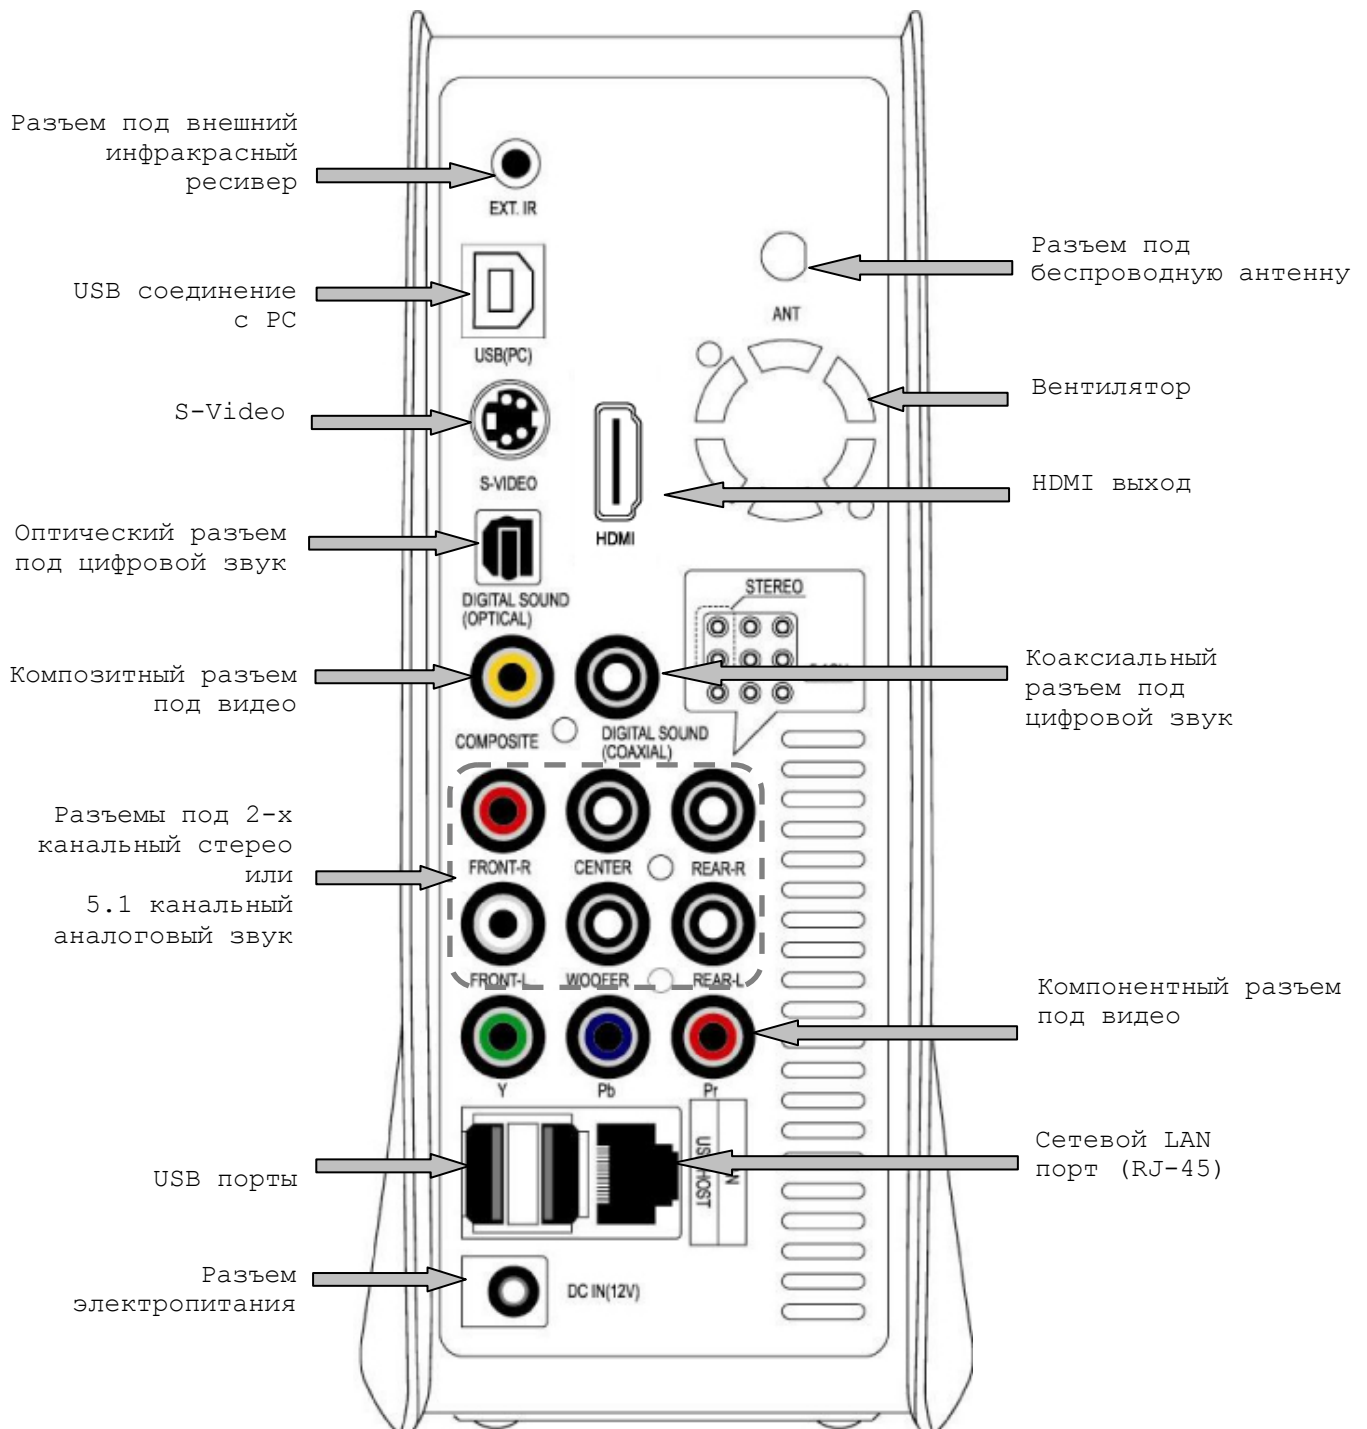 Разъем под внешний
инфракрасный
ресивер
EXT. IR
Разъем под
беспроводную антенну
ANT
USB соединение
с PC
USB(PC)
Вентилятор
S-Video
S-VIDEO
HDMI выход
HDMI
Оптический разъем
под цифровой звук
DIGITAL SOUND
(OPTICAL)
STEREO
Композитный разъем
под видео
COMPOSITE
DIGITAL SOUND
(COAXIAL)
Коаксиальный
разъем под
цифровой звук
Разъемы под 2-х
канальный стерео
или
5.1 канальный
аналоговый звук
FRONT-R
CENTER
REAR-R
FRONT-L
WOOFER
REAR-L
Компонентный разъем
под видео
Y
Pb
Pr
USB порты
Сетевой LAN
порт (RJ-45)
Разъем
электропитания
DC IN(12V)